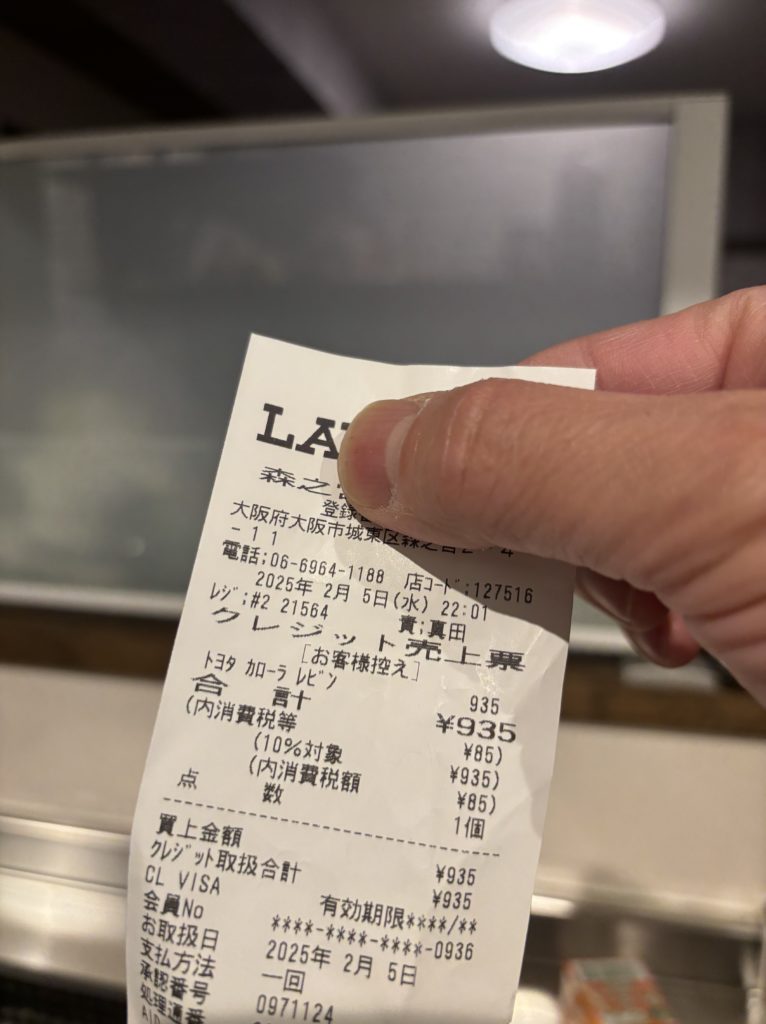 LA
森之
登録
大阪府大阪市城東区森之宮2-4
-11
電話;06-6964-1188 店コード;127516
2025年 2月 5日(水) 22:01
レジ;#2 21564 責;真田
クレジット売上票
[お客様控え]
トヨタ カローラ レビン 935
合 計 ¥935
(内消費税等 ¥85)
(10%対象 ¥935)
(内消費税額 ¥85)
点 数 1個
買上金額 ¥935
クレジット取扱合計 ¥935
CL VISA 有効期限****/**
会員No ****-****-****-0936
お取扱日 2025年 2月 5日
支払方法 一回
承認番号 0971124
処理通番
AID